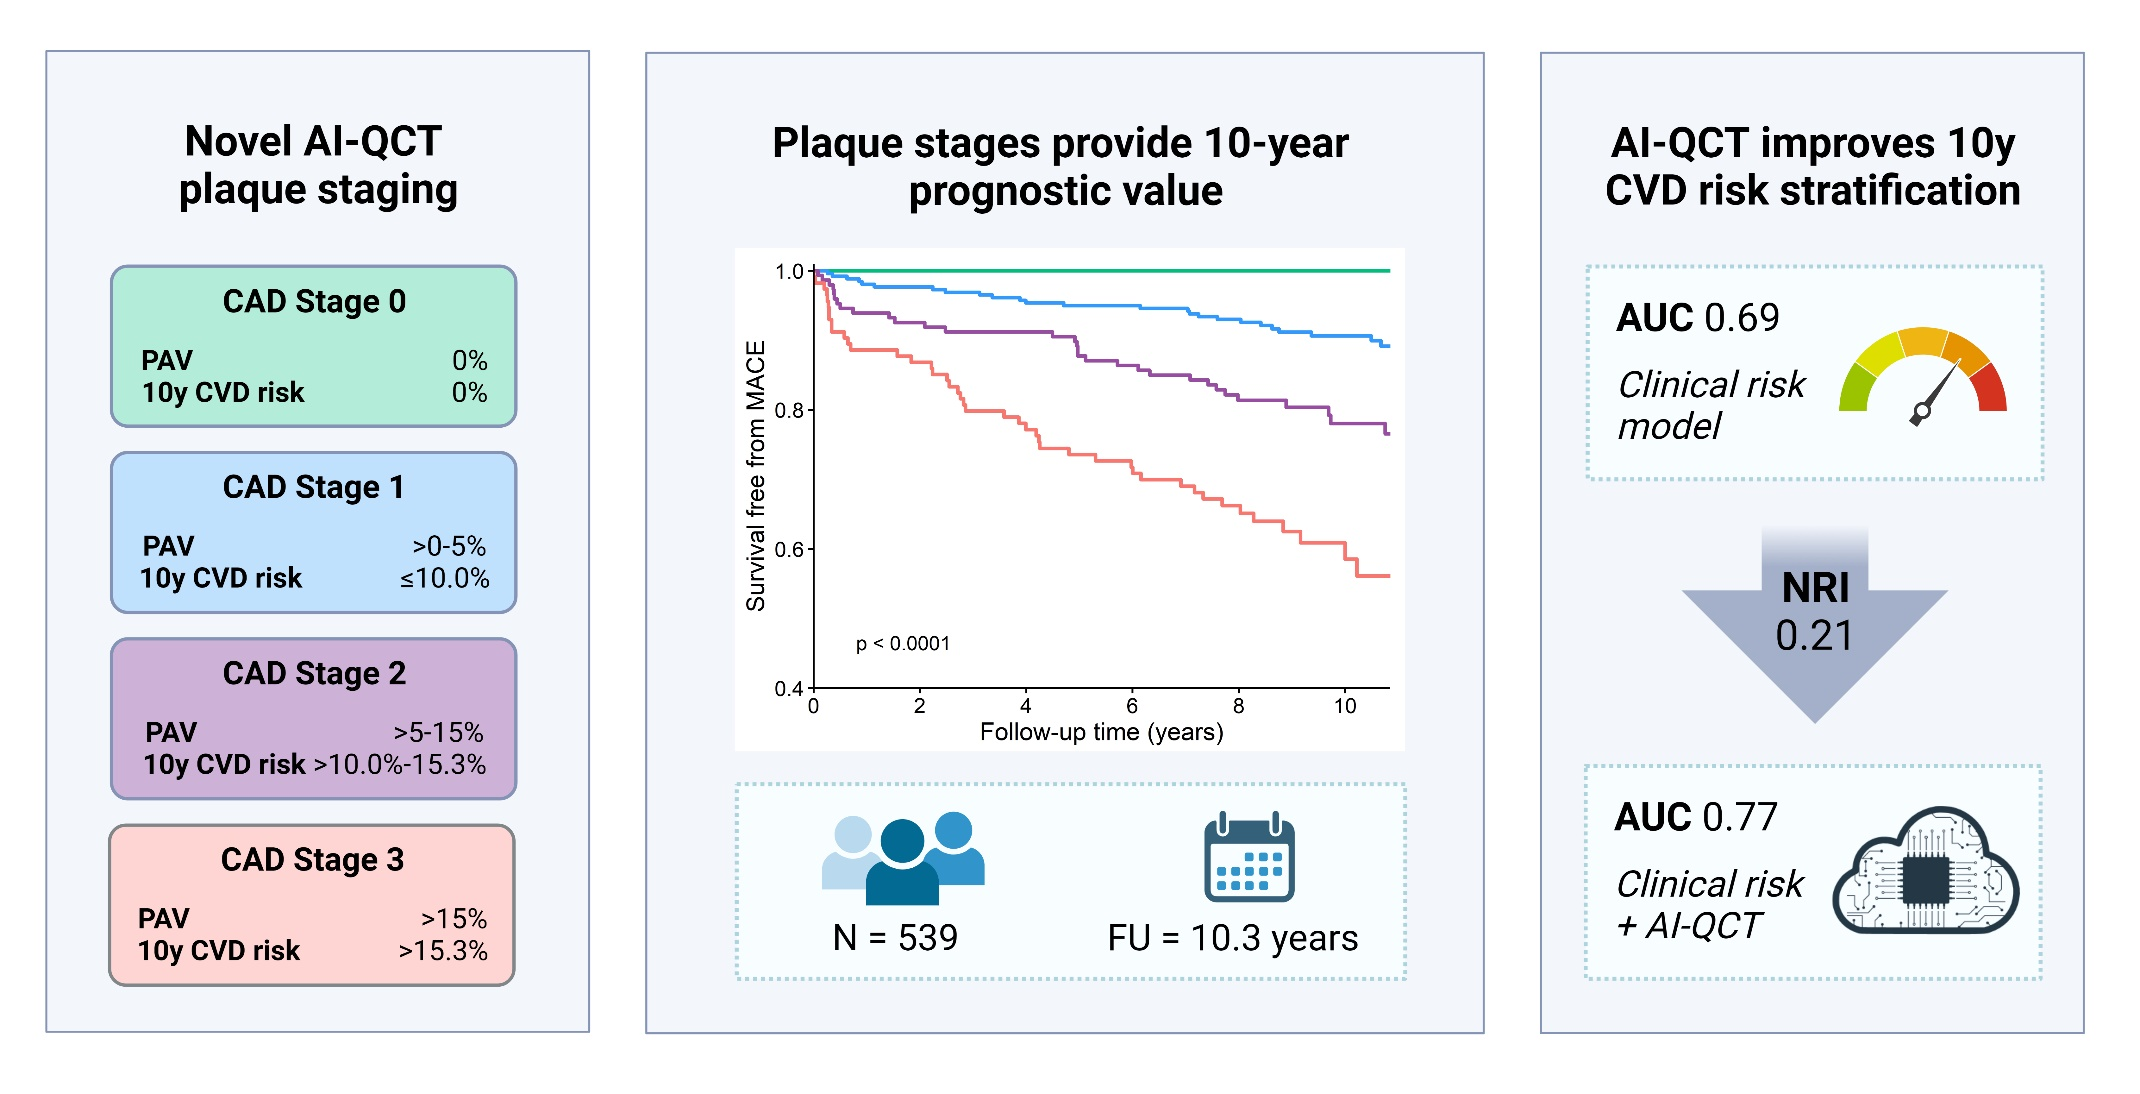 Novel AI-QCT
plaque staging
CAD Stage 0
PAV 0%
10y CVD risk 0%
CAD Stage 1
PAV >0-5%
10y CVD risk ≤10.0%
CAD Stage 2
PAV >5-15%
10y CVD risk >10.0%-15.3%
CAD Stage 3
PAV >15%
10y CVD risk >15.3%
Plaque stages provide 10-year
prognostic value
Survival free from MACE
1.0
0.8
0.6
0.4
p < 0.0001
0 2 4 6 8 10
Follow-up time (years)
N = 539
FU = 10.3 years
AI-QCT improves 10y
CVD risk stratification
AUC 0.69
Clinical risk
model
NRI
0.21
AUC 0.77
Clinical risk
+ AI-QCT